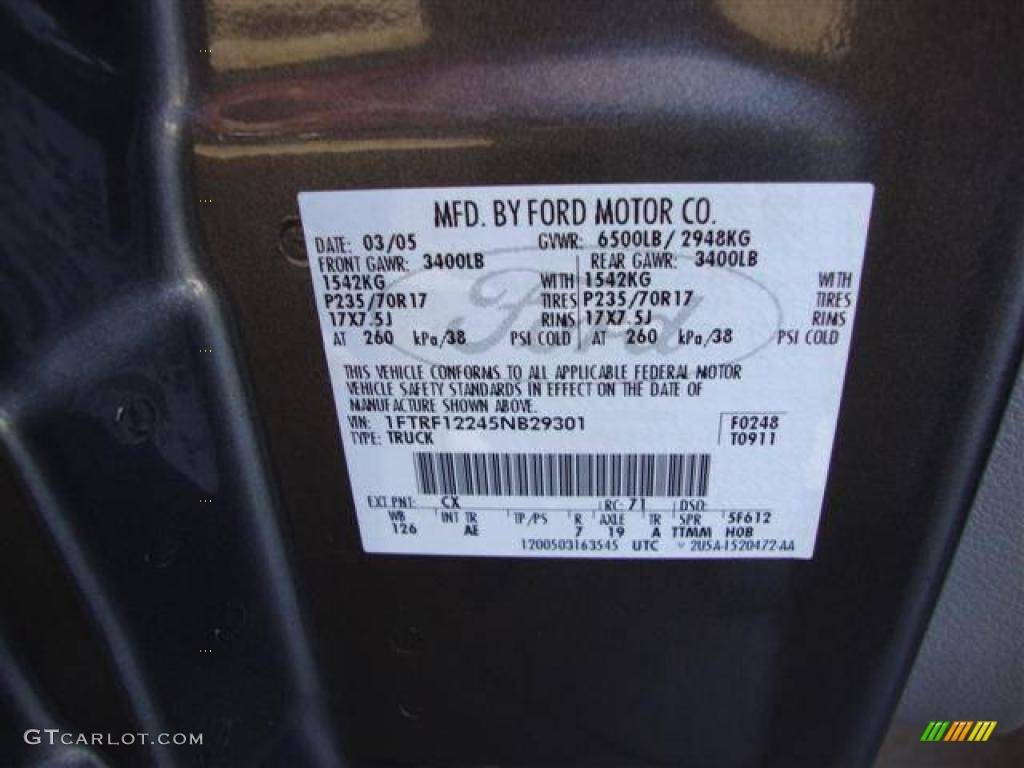 MFD. BY FORD MOTOR CO.
DATE: 03/05 GVWR: 6500LB/ 2948KG
FRONT GAWR: 3400LB REAR GAWR: 3400LB
1542KG WITH 1542KG WITH
P235/70R17 TIRES P235/70R17 TIRES
17X7.5J RIMS 17X7.5J RIMS
AT 260 kPa/38 PSI COLD AT 260 kPa/38 PSI COLD
Ford
THIS VEHICLE CONFORMS TO ALL APPLICABLE FEDERAL MOTOR
VEHICLE SAFETY STANDARDS IN EFFECT ON THE DATE OF
MANUFACTURE SHOWN ABOVE.
VIN: 1FTRF12245NB29301 F0248
TYPE: TRUCK T0911
EXT PNT: CX RC: 71 DSO:
WB INT TR TP/PS R AXLE TR SPR 5F612
126 AE 7 19 A TTMM H0B
1200503163545 UTC 2U5A-1520472-AA
GTCARLOT.COM